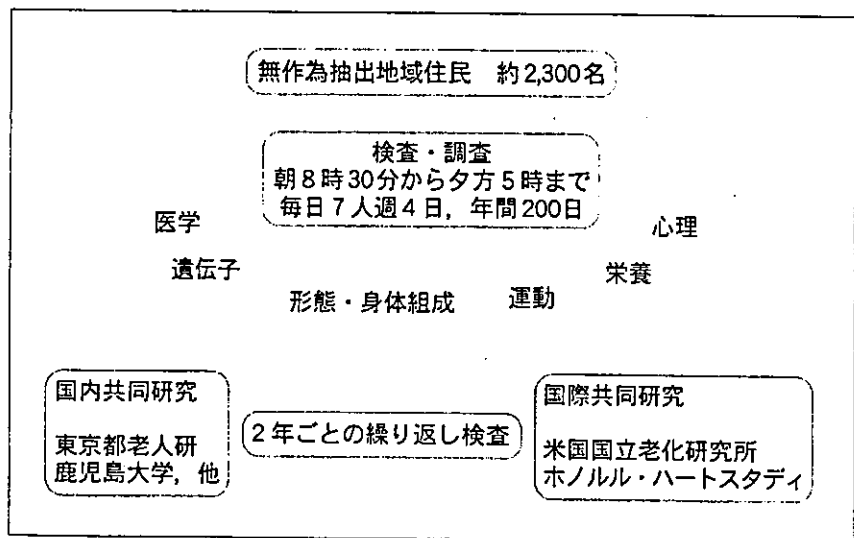 無作為抽出地域住民 約2,300名
検査・調査
朝8時30分から夕方5時まで
毎日7人週4日，年間200日
医学
心理
遺伝子
栄養
形態・身体組成
運動
国内共同研究
東京都老人研
鹿児島大学，他
2年ごとの繰り返し検査
国際共同研究
米国国立老化研究所
ホノルル・ハートスタディ